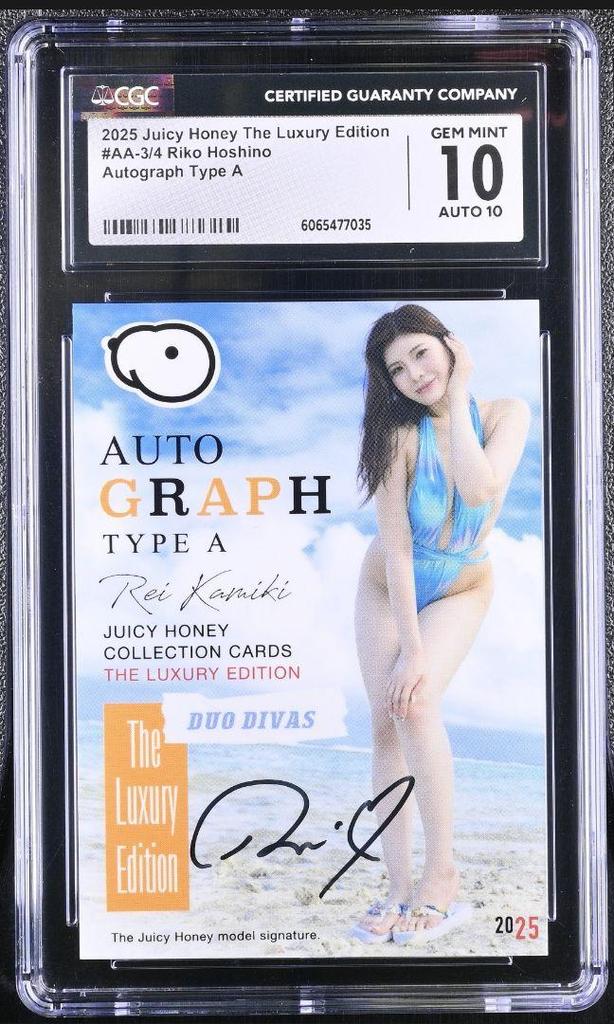 CGC
CERTIFIED GUARANTY COMPANY
2025 Juicy Honey The Luxury Edition
#AA-3/4 Riko Hoshino
Autograph Type A
GEM MINT
10
AUTO 10
6065477035
AUTO
GRAPH
TYPE A
Rei Kamiki
JUICY HONEY
COLLECTION CARDS
THE LUXURY EDITION
DUO DIVAS
The
Luxury
Edition
The Juicy Honey model signature.
2025